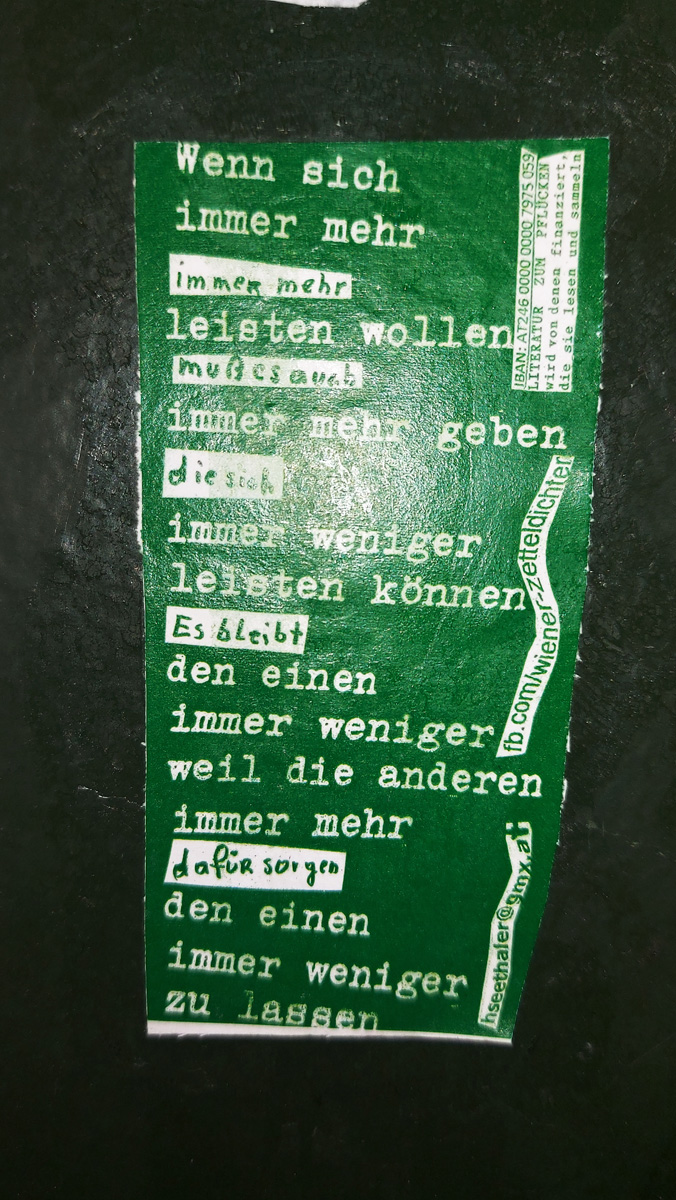 Wenn sich
immer mehr
immer mehr
leisten wollen
muß es auch
immer mehr geben
die sich
immer weniger
leisten können
Es bleibt
den einen
immer weniger
weil die anderen
immer mehr
dafür sorgen
den einen
immer weniger
zu lassen
IBAN: AT246 0000 0000 7975 059
LITERATUR ZUM PFLÜCKEN
wird von denen finanziert,
die sie lesen und sammeln
fb.com/wiener-zetteldichter
hseethaler@gmx.at